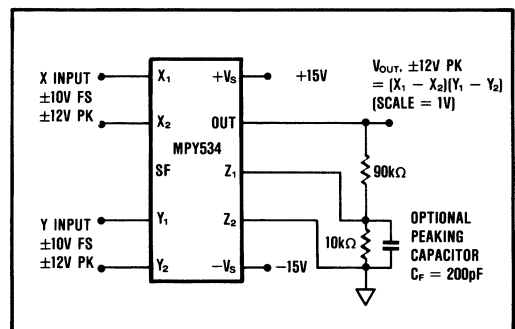 X INPUT
±10V FS
±12V PK
X₁
X₂
SF
Y INPUT
±10V FS
±12V PK
Y₁
Y₂
MPY534
+Vₛ
OUT
Z₁
Z₂
−Vₛ
+15V
−15V
Vₒᵤₜ, ±12V PK
= (X₁ − X₂)(Y₁ − Y₂)
(SCALE = 1V)
90kΩ
10kΩ
OPTIONAL
PEAKING
CAPACITOR
C_F = 200pF